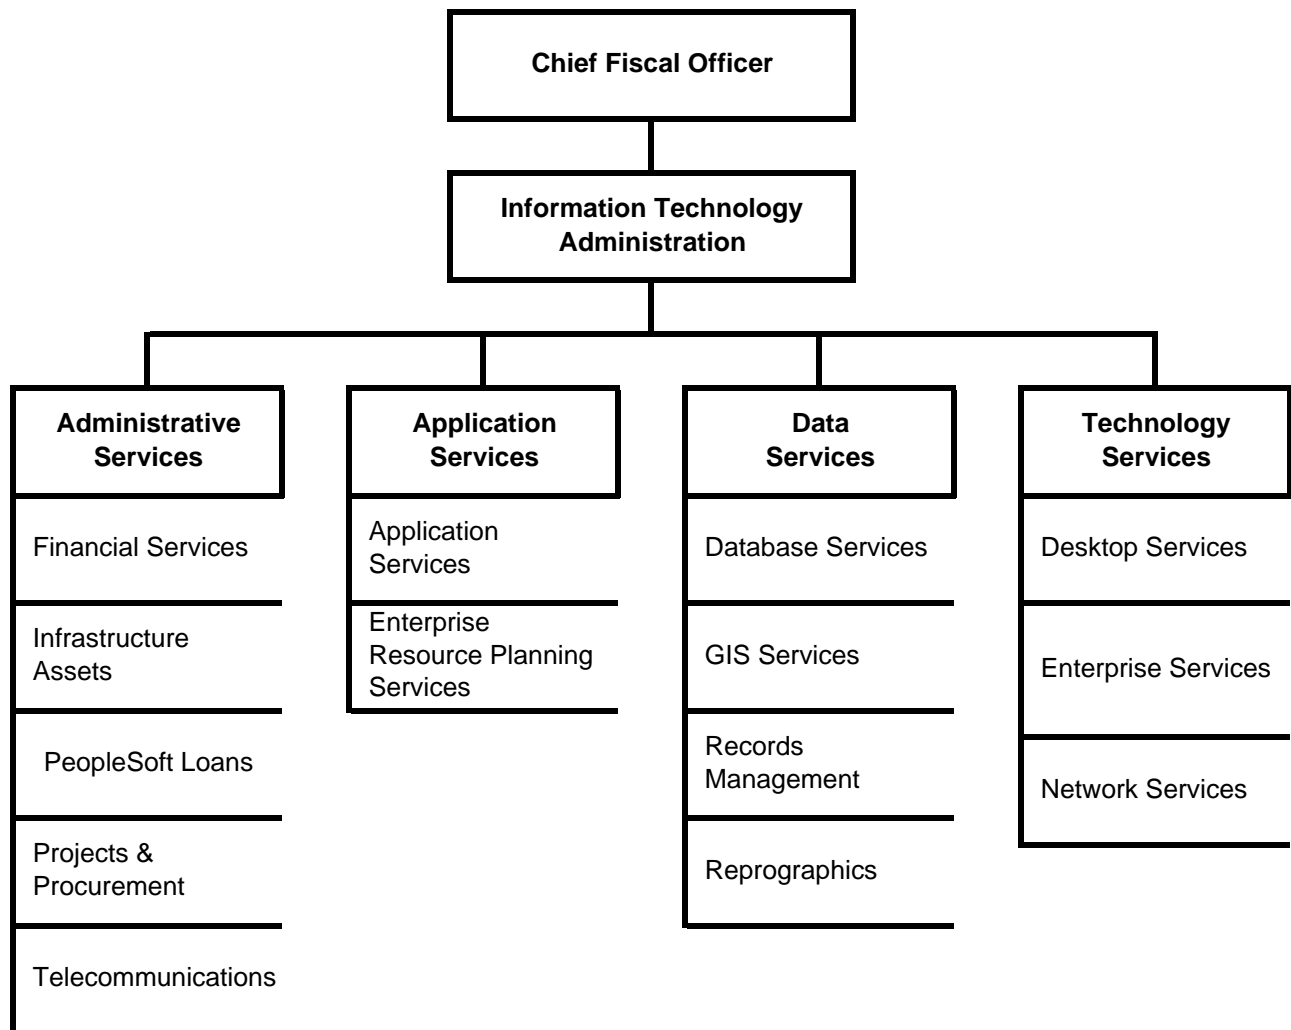 Chief Fiscal Officer
Information Technology
Administration
Administrative
Services
Financial Services
Infrastructure
Assets
PeopleSoft Loans
Projects &
Procurement
Telecommunications
Application
Services
Application
Services
Enterprise
Resource Planning
Services
Data
Services
Database Services
GIS Services
Records
Management
Reprographics
Technology
Services
Desktop Services
Enterprise Services
Network Services